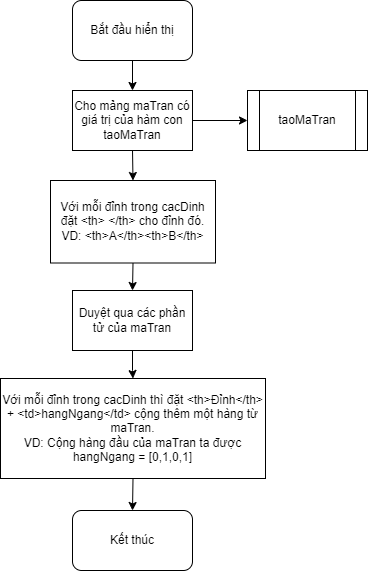 Bắt đầu hiển thị
Cho mảng maTran có
giá trị của hàm con
taoMaTran
taoMaTran
Với mỗi đỉnh trong cacDinh
đặt <th> </th> cho đỉnh đó.
VD: <th>A</th><th>B</th>
Duyệt qua các phần
tử của maTran
Với mỗi đỉnh trong cacDinh thì đặt <th>Đỉnh</th>
+ <td>hangNgang</td> cộng thêm một hàng từ
maTran.
VD: Cộng hàng đầu của maTran ta được
hangNgang = [0,1,0,1]
Kết thúc